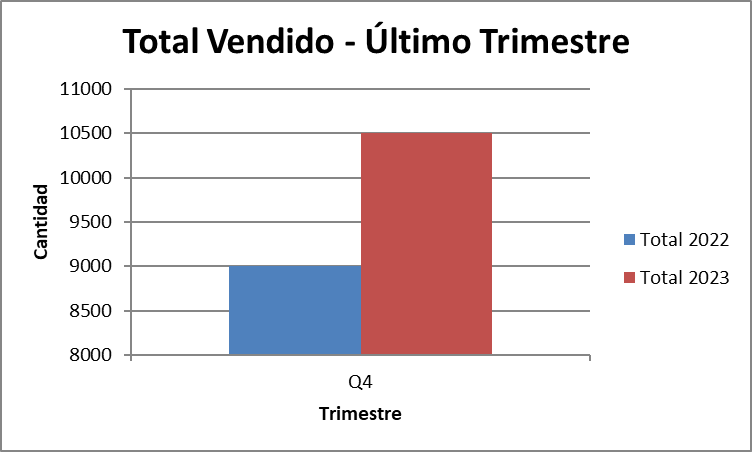 Total Vendido - Último Trimestre
11000
10500
10000
9500
9000
8500
8000
Cantidad
Q4
Trimestre
Total 2022
Total 2023